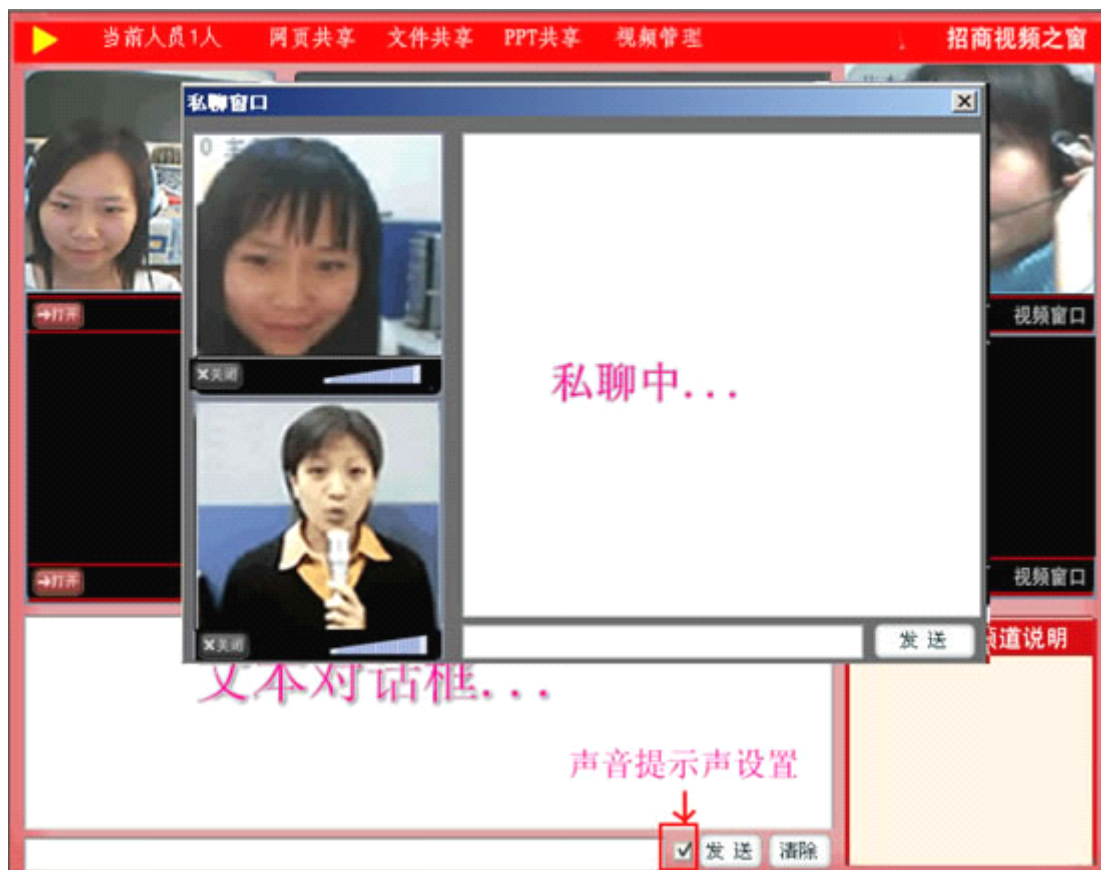 当前人员1人 网页共享 文件共享 PPT共享 视频管理 招商视频之窗
私聊窗口
0 主
打开
视频窗口
关闭
私聊中...
打开
视频窗口
关闭
发 送
道说明
文本对话框...
声音提示声设置
发 送 清除